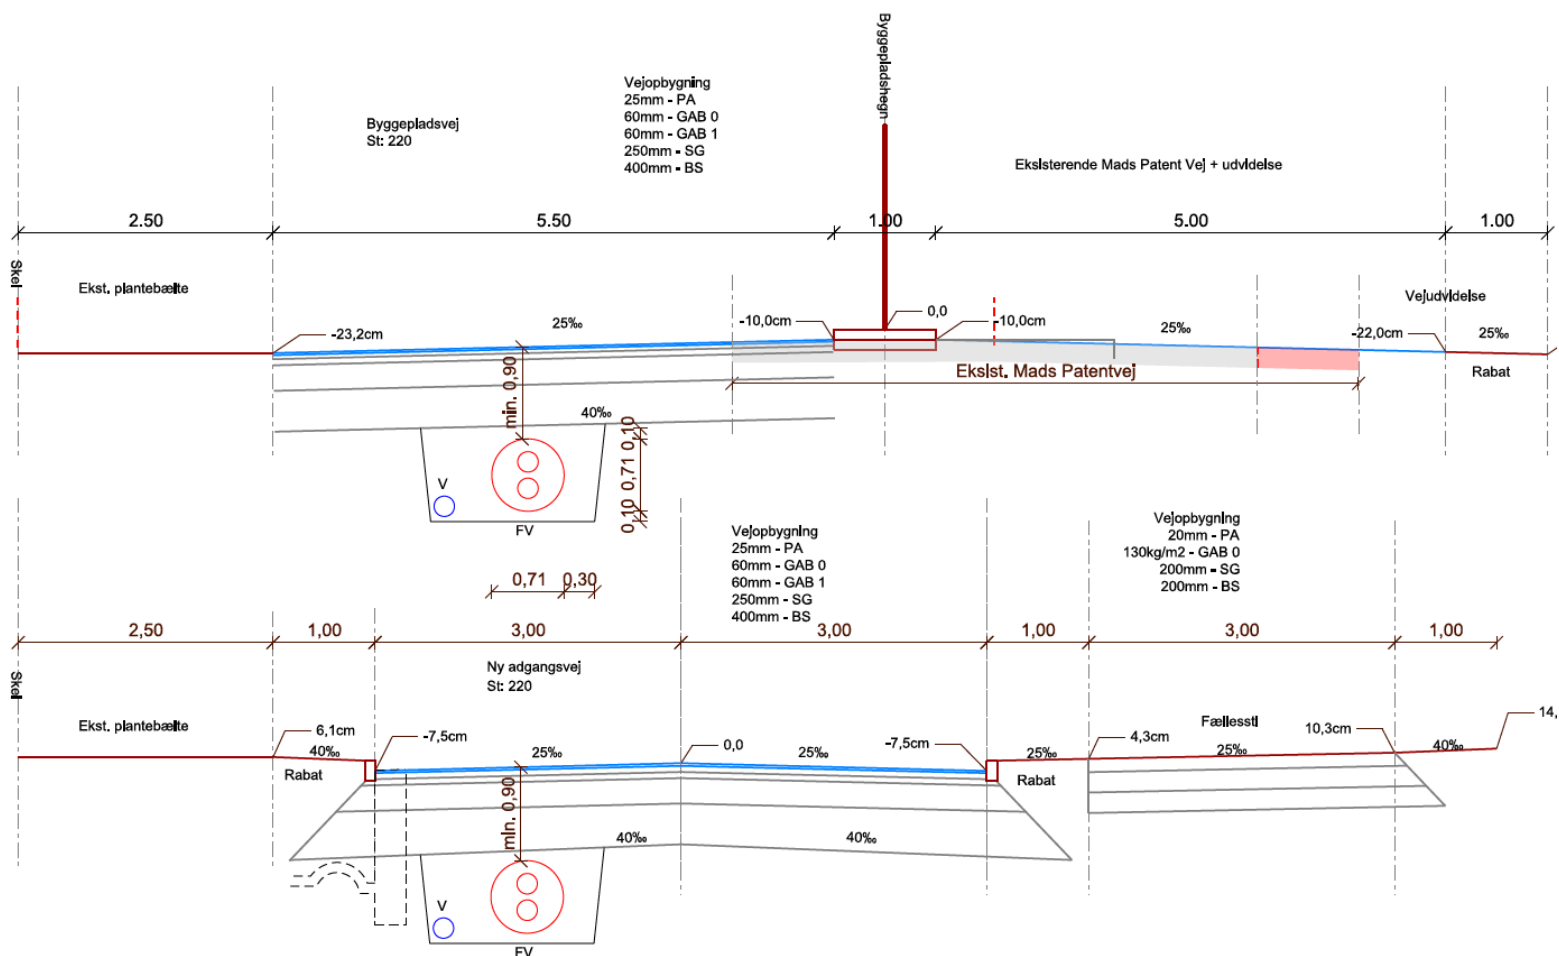 Byggepladshegn
Vejopbygning
25mm - PA
60mm - GAB 0
60mm - GAB 1
250mm - SG
400mm - BS
Byggepladsvej
St: 220
Eksisterende Mads Patent Vej + udvidelse
2.50
5.50
1.00
5.00
1.00
Skel
Ekst. plantebælte
-23,2cm
25‰
-10,0cm
0,0
-10,0cm
25‰
Vejudvidelse
-22,0cm
25‰
Rabat
min. 0,90
Eksist. Mads Patentvej
40‰
0,10
0,71
0,10
V
FV
0,71
0,30
Vejopbygning
25mm - PA
60mm - GAB 0
60mm - GAB 1
250mm - SG
400mm - BS
Vejopbygning
20mm - PA
130kg/m2 - GAB 0
200mm - SG
200mm - BS
2,50
1,00
3,00
3,00
1,00
3,00
1,00
Skel
Ny adgangsvej
St: 220
Ekst. plantebælte
6,1cm
40‰
Rabat
-7,5cm
25‰
0,0
25‰
-7,5cm
25‰
Rabat
4,3cm
Fællessti
25‰
10,3cm
40‰
14,
min. 0,90
40‰
40‰
V
FV